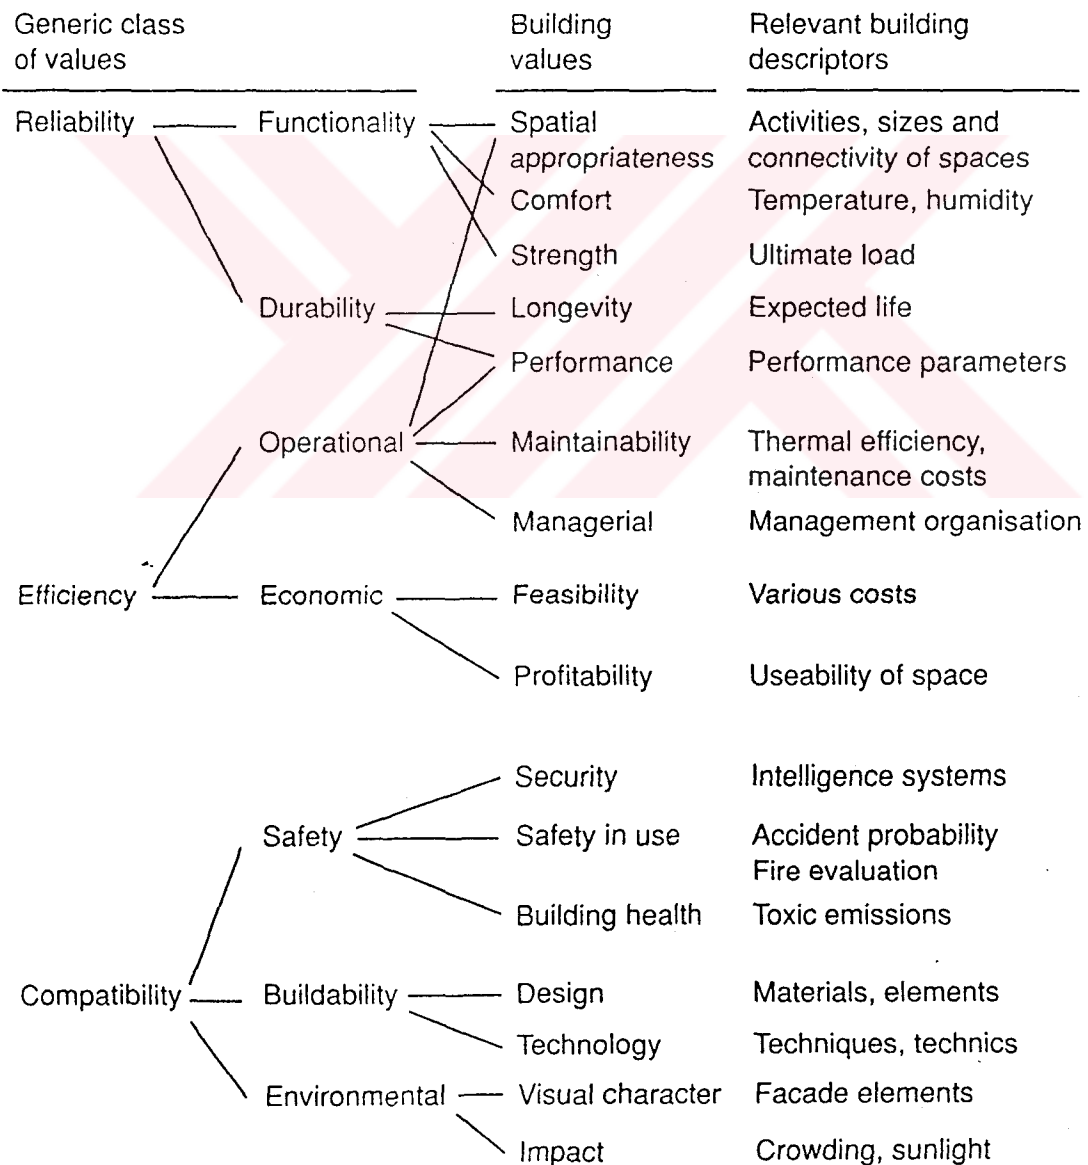 Generic class Building Relevant building
of values values descriptors
Reliability Functionality Spatial Activities, sizes and
appropriateness connectivity of spaces
Comfort Temperature, humidity
Strength Ultimate load
Durability Longevity Expected life
Performance Performance parameters
Operational Maintainability Thermal efficiency,
maintenance costs
Managerial Management organisation
Efficiency Economic Feasibility Various costs
Profitability Useability of space
Security Intelligence systems
Safety Safety in use Accident probability
Fire evaluation
Building health Toxic emissions
Compatibility Buildability Design Materials, elements
Technology Techniques, technics
Environmental Visual character Facade elements
Impact Crowding, sunlight